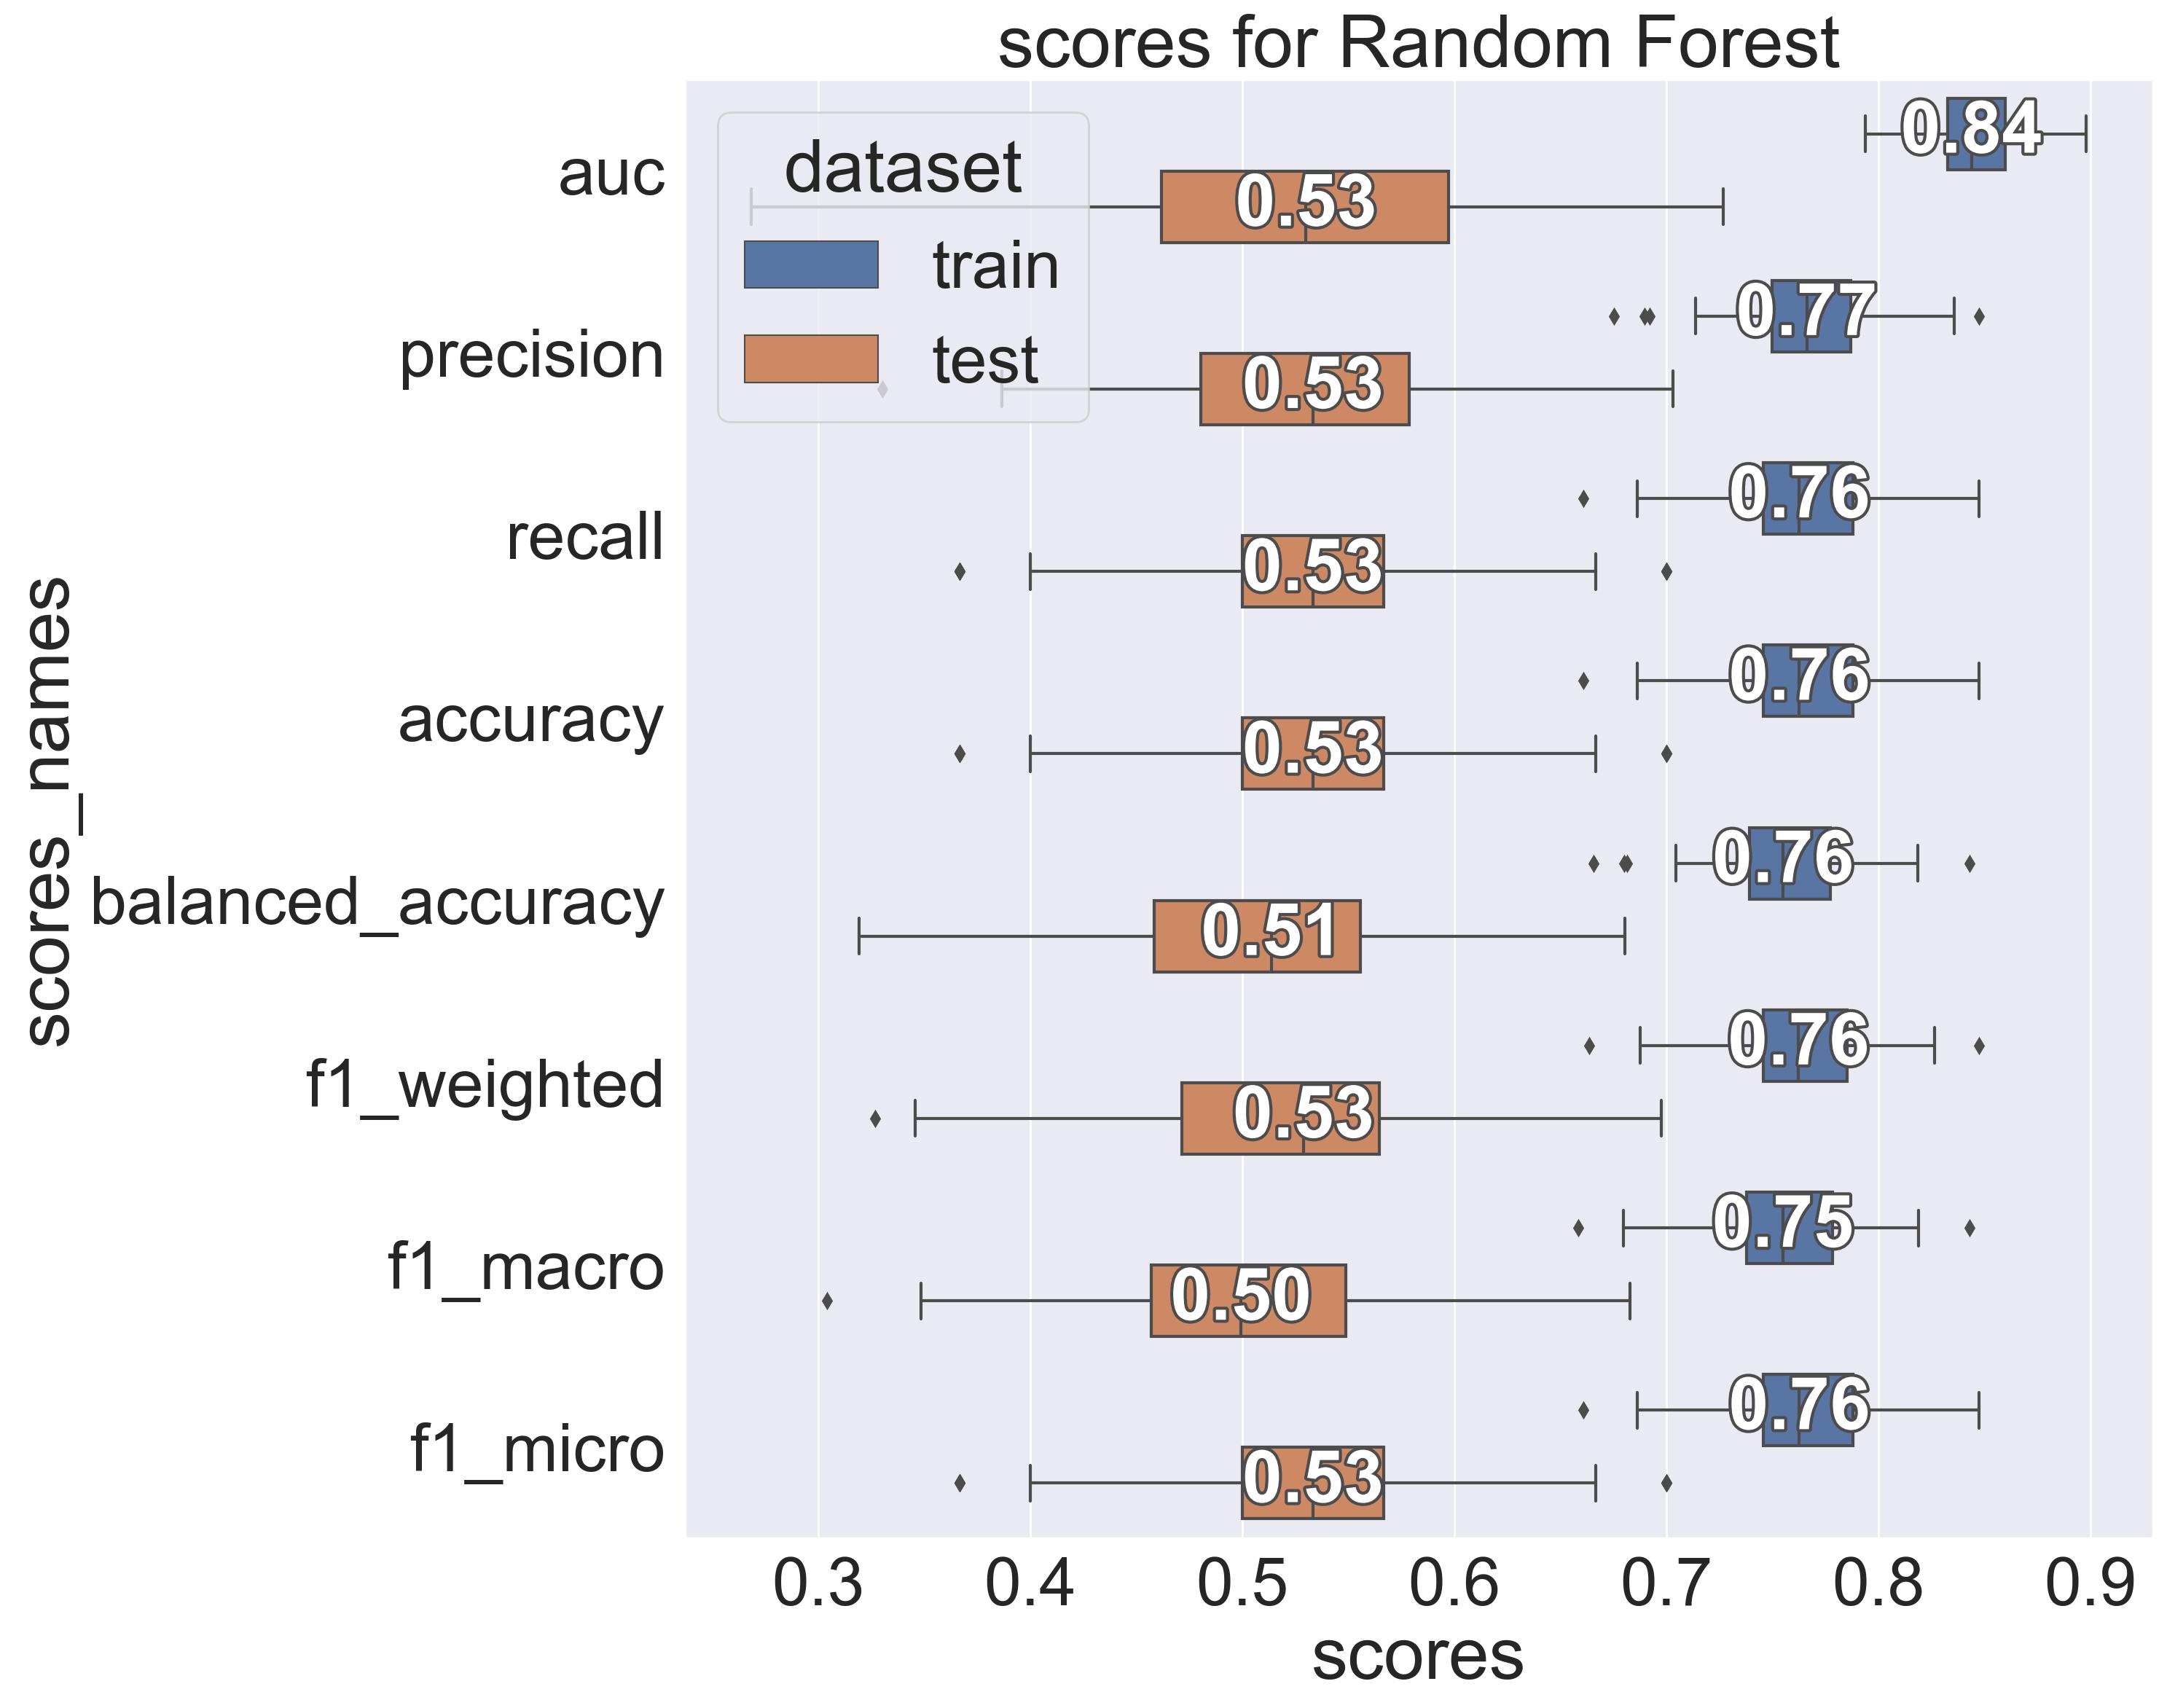 scores for Random Forest
dataset
train
test
scores_names
auc
precision
recall
accuracy
balanced_accuracy
f1_weighted
f1_macro
f1_micro
0.84
0.53
0.77
0.53
0.76
0.53
0.76
0.53
0.76
0.51
0.76
0.53
0.75
0.50
0.76
0.53
0.3 0.4 0.5 0.6 0.7 0.8 0.9
scores